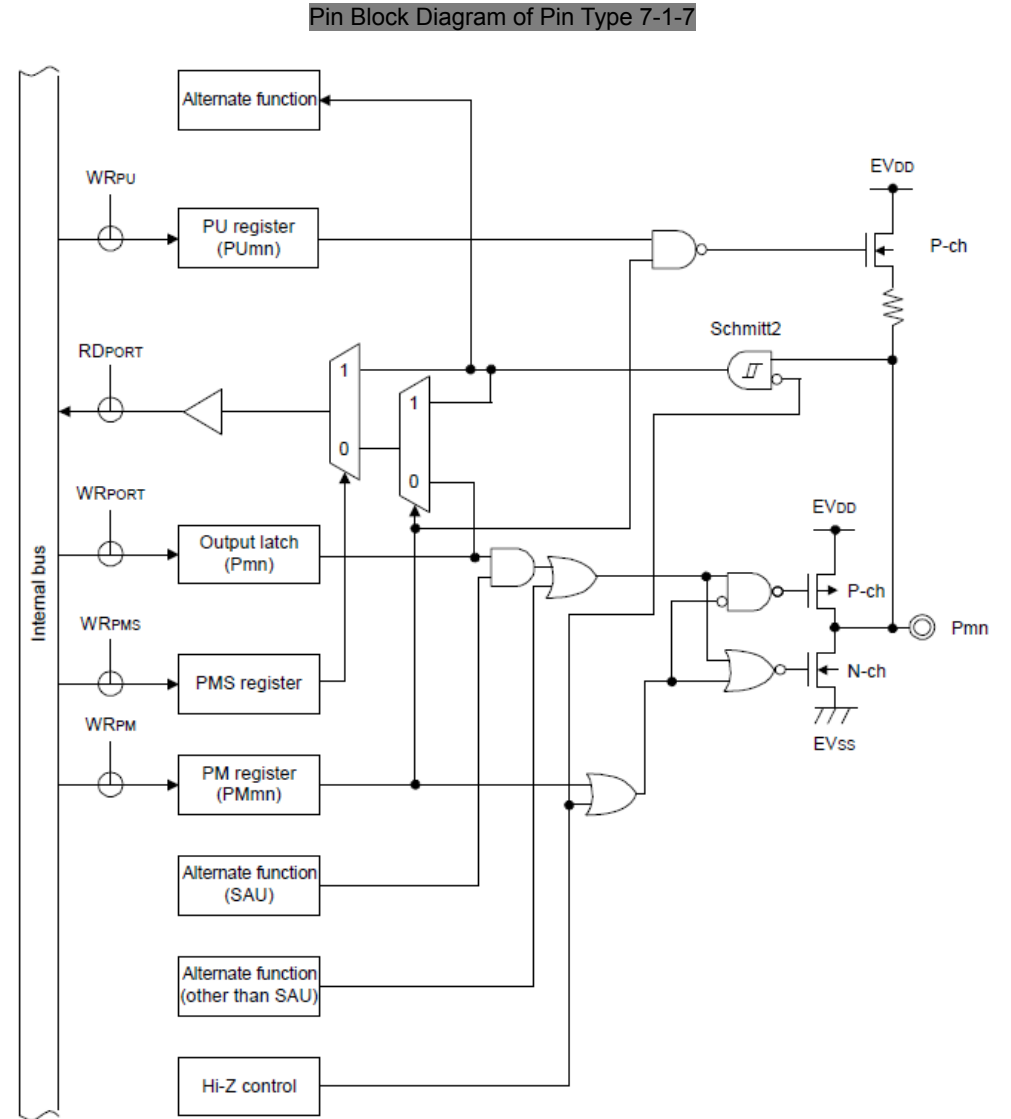 Pin Block Diagram of Pin Type 7-1-7
Alternate function
EVDD
WRPU
PU register
(PUmn)
P-ch
Schmitt2
RDPORT
1
1
0
0
WRPORT
EVDD
Output latch
(Pmn)
P-ch
Internal bus
WRPMS
Pmn
PMS register
N-ch
WRPM
EVSS
PM register
(PMmn)
Alternate function
(SAU)
Alternate function
(other than SAU)
Hi-Z control